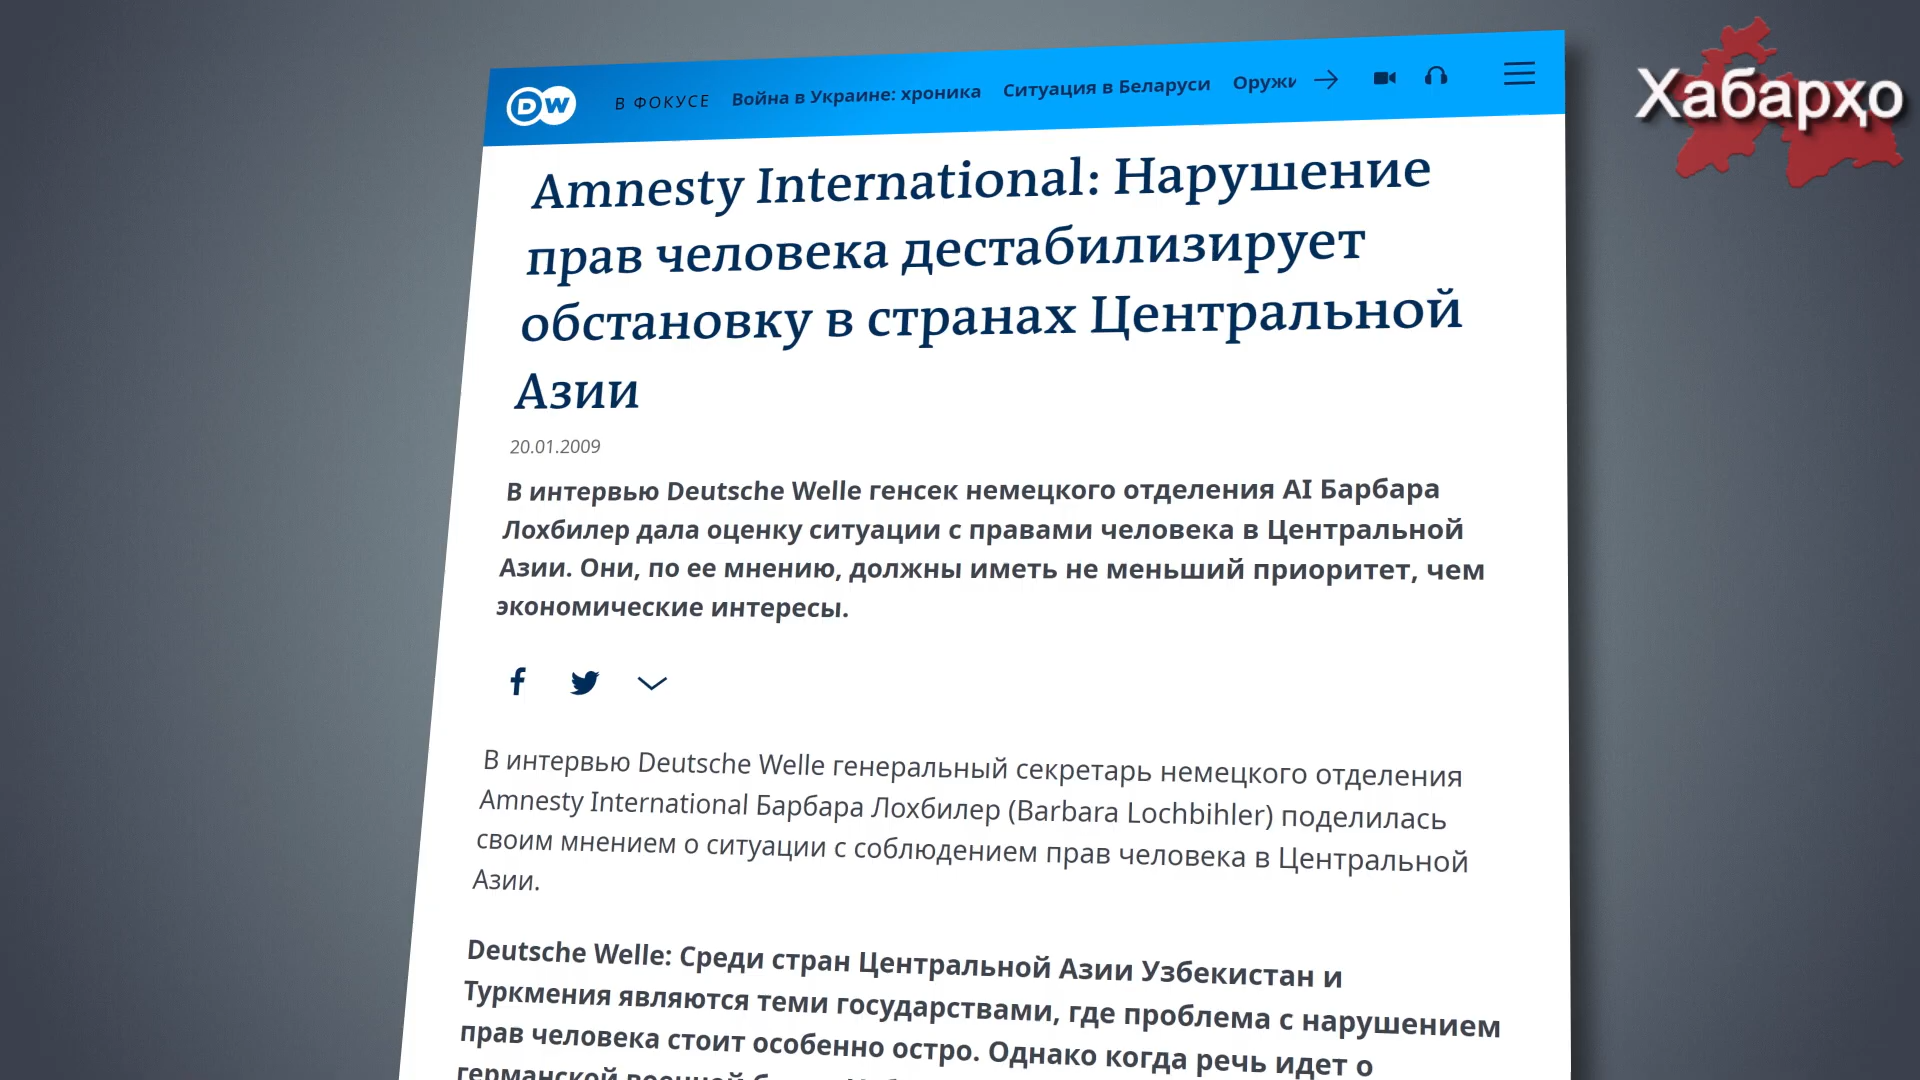 DW
В ФОКУСЕ Война в Украине: хроника Ситуация в Беларуси Оружи
Хабарҳо
Amnesty International: Нарушение
прав человека дестабилизирует
обстановку в странах Центральной
Азии
20.01.2009
В интервью Deutsche Welle генсек немецкого отделения AI Барбара
Лохбилер дала оценку ситуации с правами человека в Центральной
Азии. Они, по ее мнению, должны иметь не меньший приоритет, чем
экономические интересы.
В интервью Deutsche Welle генеральный секретарь немецкого отделения
Amnesty International Барбара Лохбилер (Barbara Lochbihler) поделилась
своим мнением о ситуации с соблюдением прав человека в Центральной
Азии.
Deutsche Welle: Среди стран Центральной Азии Узбекистан и
Туркмения являются теми государствами, где проблема с нарушением
прав человека стоит особенно остро. Однако когда речь идет о
германской военной